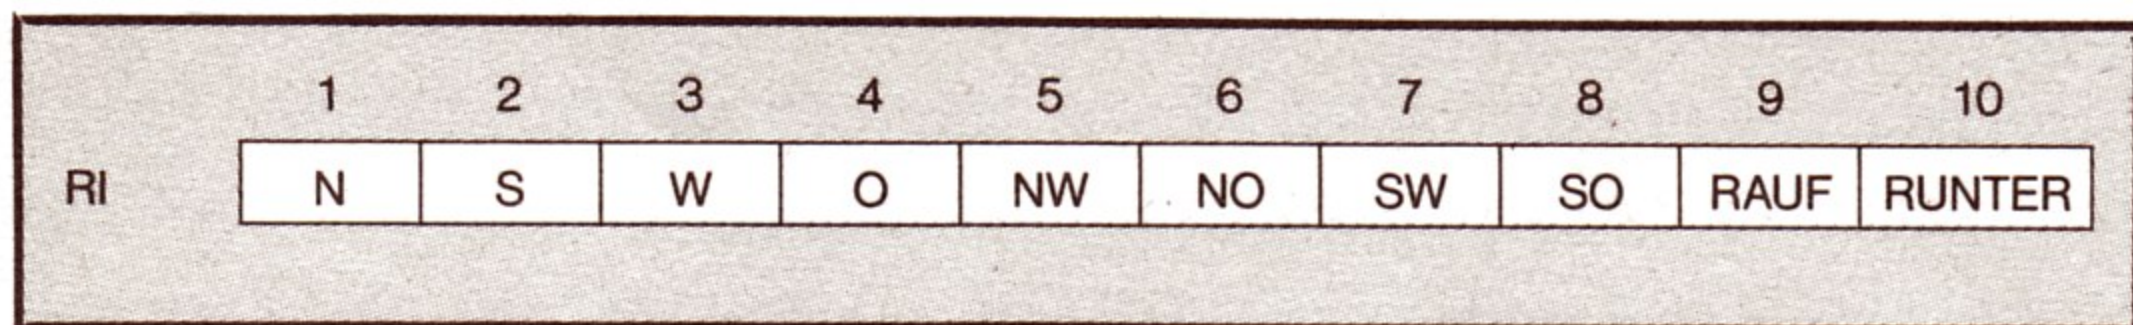 1 2 3 4 5 6 7 8 9 10
RI N S W O NW NO SW SO RAUF RUNTER